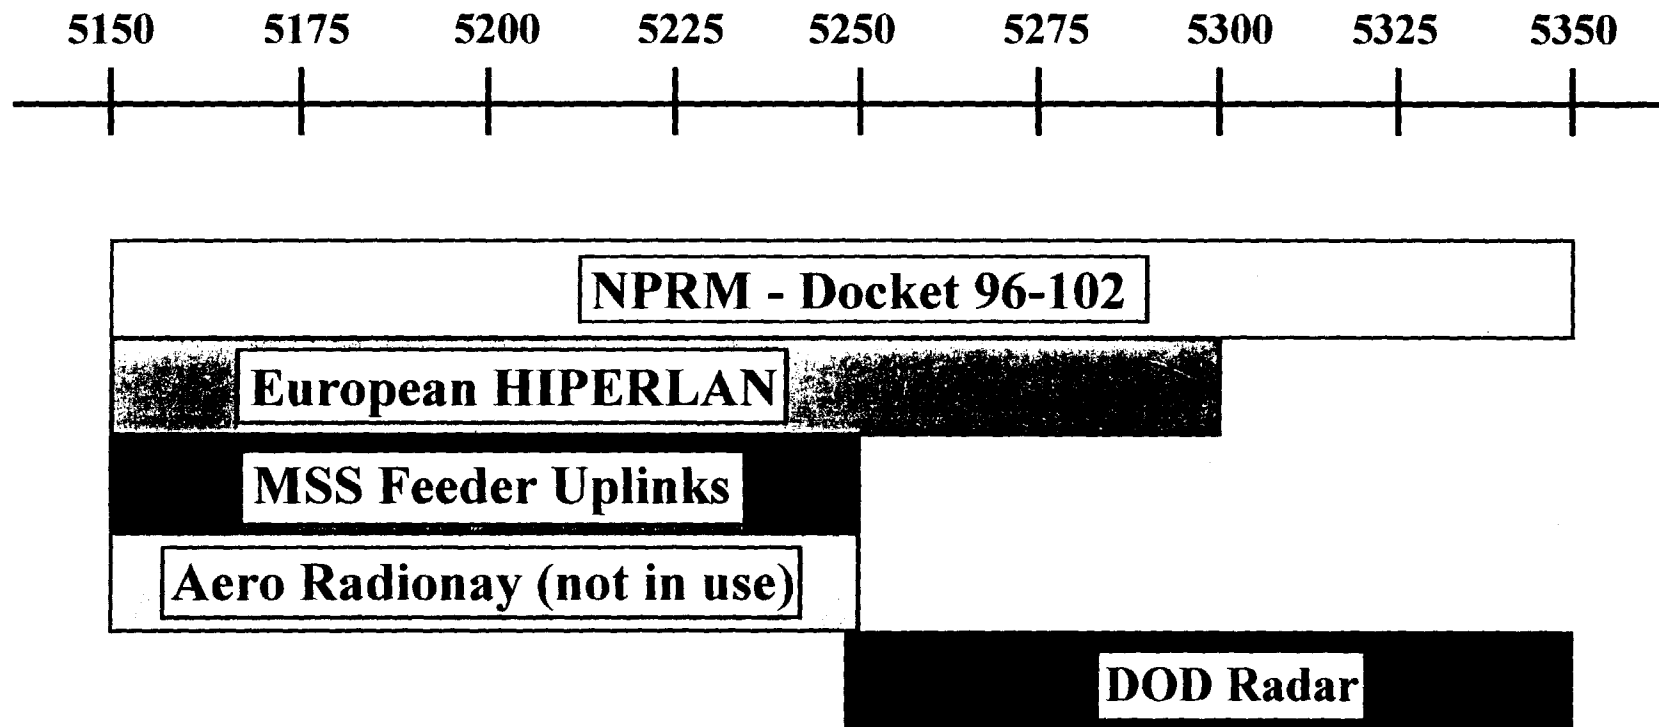 5150 5175 5200 5225 5250 5275 5300 5325 5350
NPRM - Docket 96-102
European HIPERLAN
MSS Feeder Uplinks
Aero Radionay (not in use)
DOD Radar